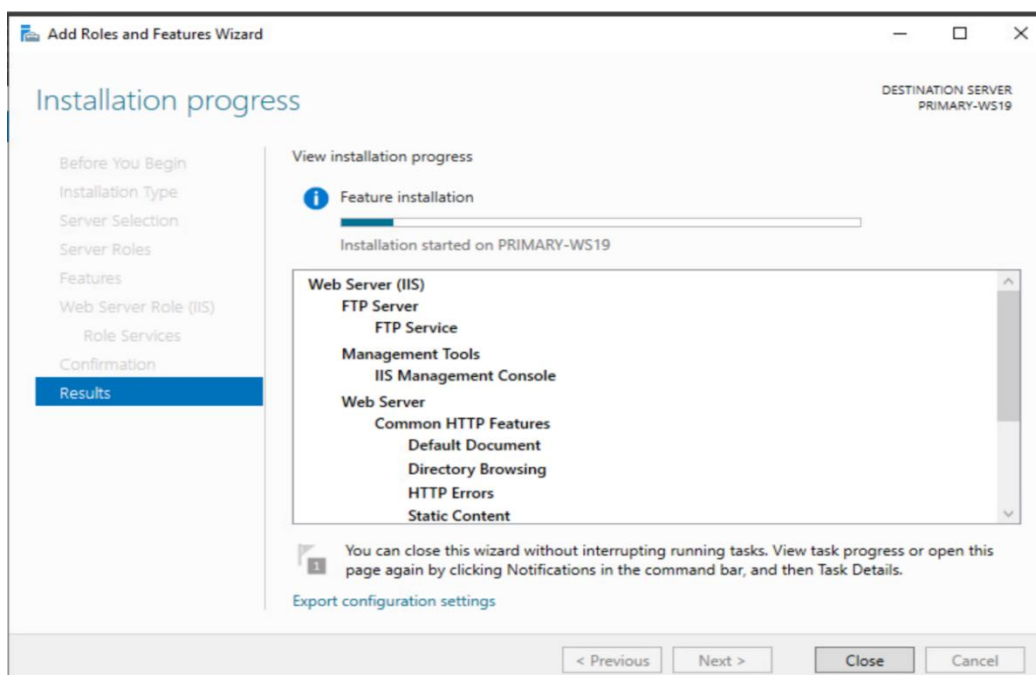 Add Roles and Features Wizard
Installation progress
DESTINATION SERVER
PRIMARY-WS19
Before You Begin
Installation Type
Server Selection
Server Roles
Features
Web Server Role (IIS)
Role Services
Confirmation
Results
View installation progress
Feature installation
Installation started on PRIMARY-WS19
Web Server (IIS)
FTP Server
FTP Service
Management Tools
IIS Management Console
Web Server
Common HTTP Features
Default Document
Directory Browsing
HTTP Errors
Static Content
1
You can close this wizard without interrupting running tasks. View task progress or open this
page again by clicking Notifications in the command bar, and then Task Details.
Export configuration settings
< Previous
Next >
Close
Cancel